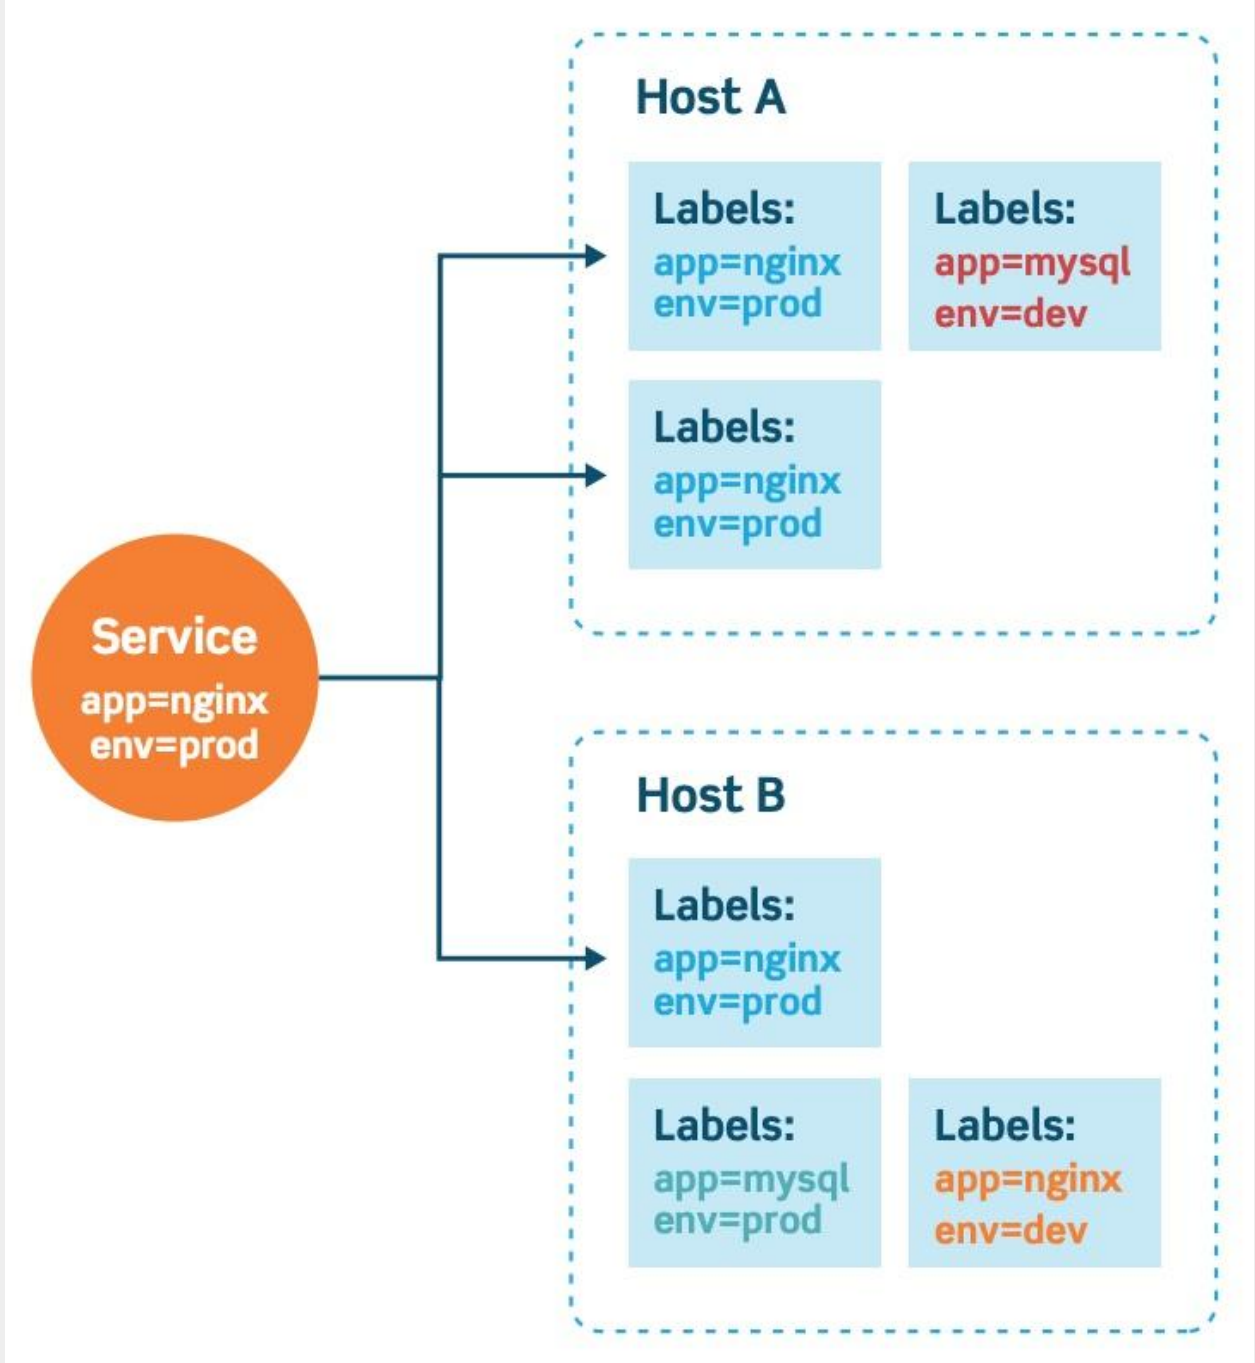 Host A
Labels:
app=nginx
env=prod
Labels:
app=mysql
env=dev
Labels:
app=nginx
env=prod
Service
app=nginx
env=prod
Host B
Labels:
app=nginx
env=prod
Labels:
app=mysql
env=prod
Labels:
app=nginx
env=dev